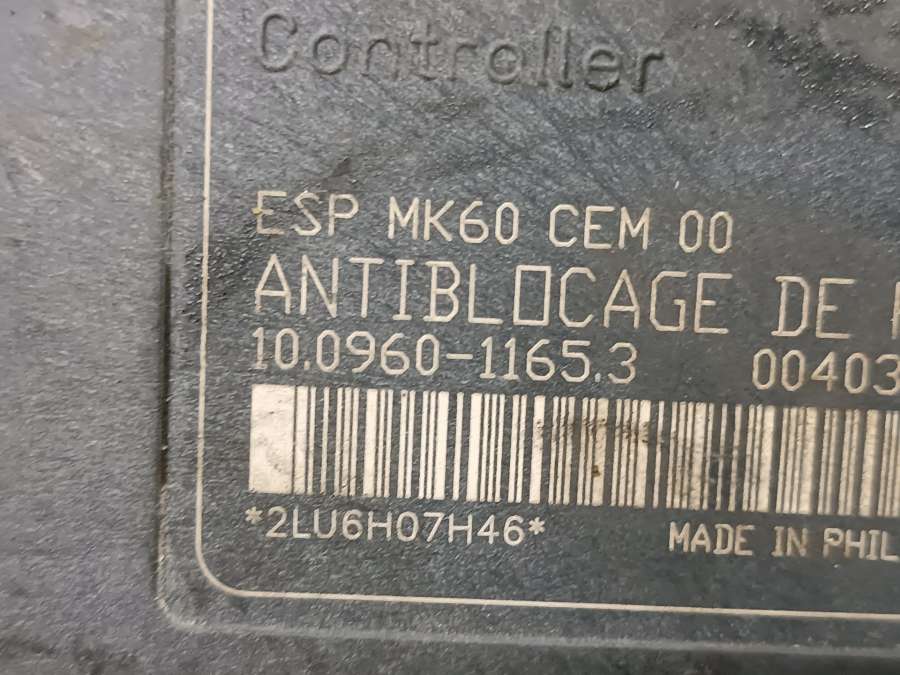 Controller
ESP MK60 CEM 00
ANTIBLOCAGE DE
10.0960-1165.3 00403
*2LU6H07H46*
MADE IN PHIL